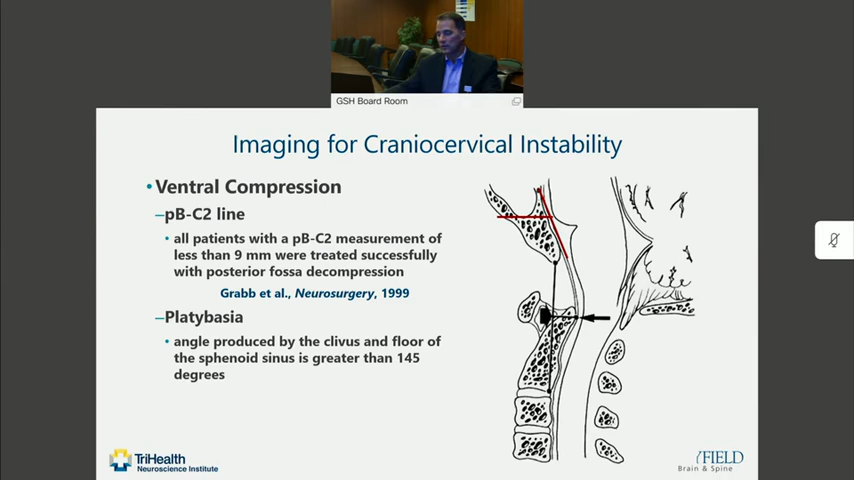 GSH Board Room
Imaging for Craniocervical Instability
• Ventral Compression
–pB-C2 line
• all patients with a pB-C2 measurement of
less than 9 mm were treated successfully
with posterior fossa decompression
Grabb et al., Neurosurgery, 1999
–Platybasia
• angle produced by the clivus and floor of
the sphenoid sinus is greater than 145
degrees
TriHealth
Neuroscience Institute
FIELD
Brain & Spine